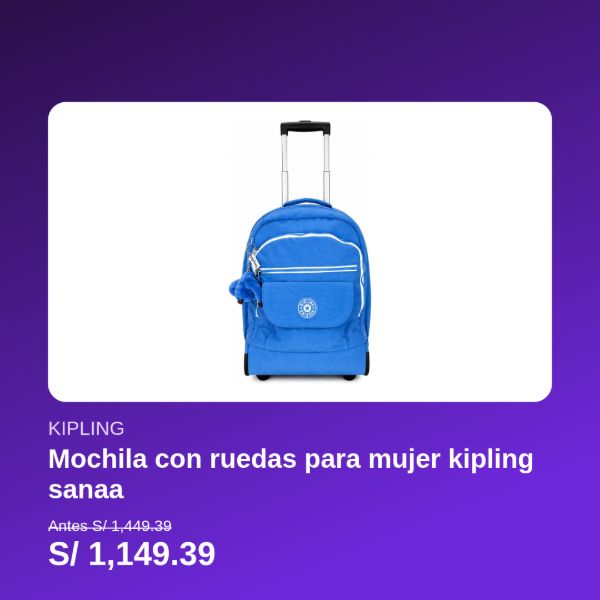 KIPLING
Mochila con ruedas para mujer kipling
sanaa
Antes S/ 1,449.39
S/ 1,149.39